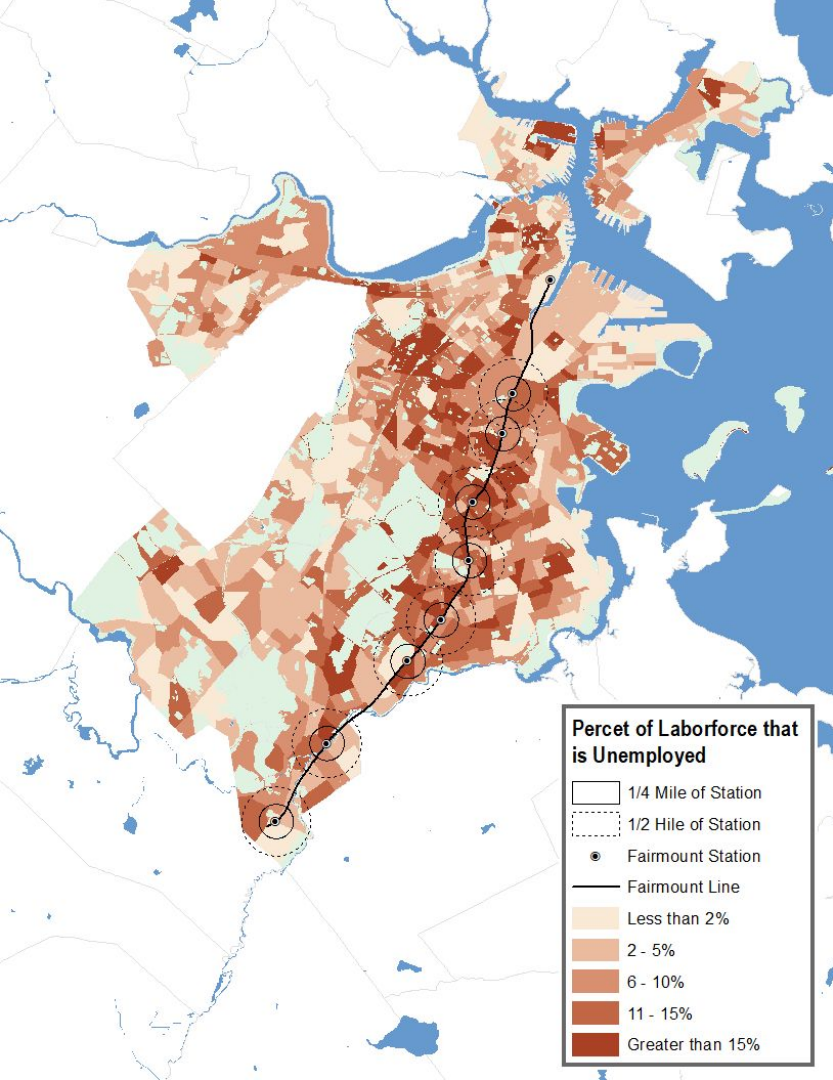 Percet of Laborforce that
is Unemployed
1/4 Mile of Station
1/2 Hile of Station
Fairmount Station
Fairmount Line
Less than 2%
2 - 5%
6 - 10%
11 - 15%
Greater than 15%